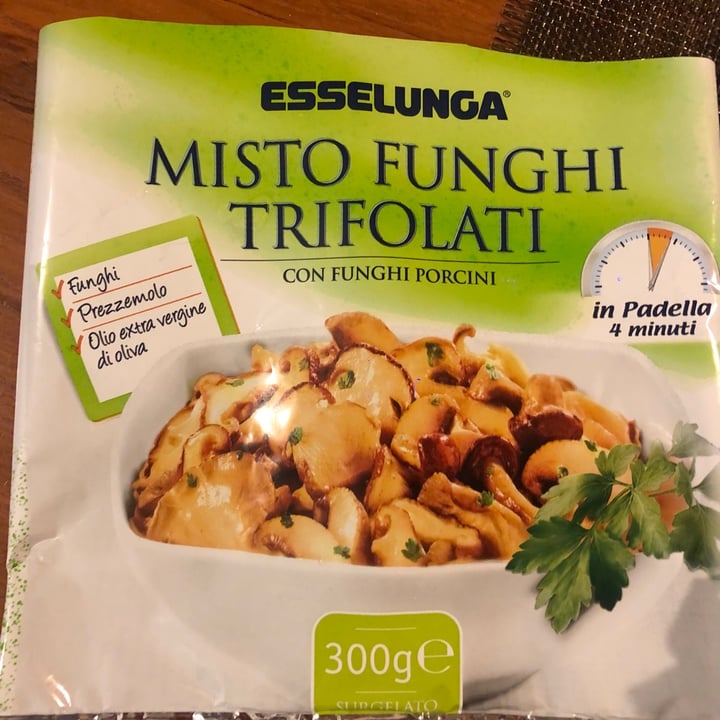 ESSELUNGA®
MISTO FUNGHI
TRIFOLATI
CON FUNGHI PORCINI
Funghi
Prezzemolo
Olio extra vergine
di oliva
in Padella
4 minuti
300g℮
SURGELATO